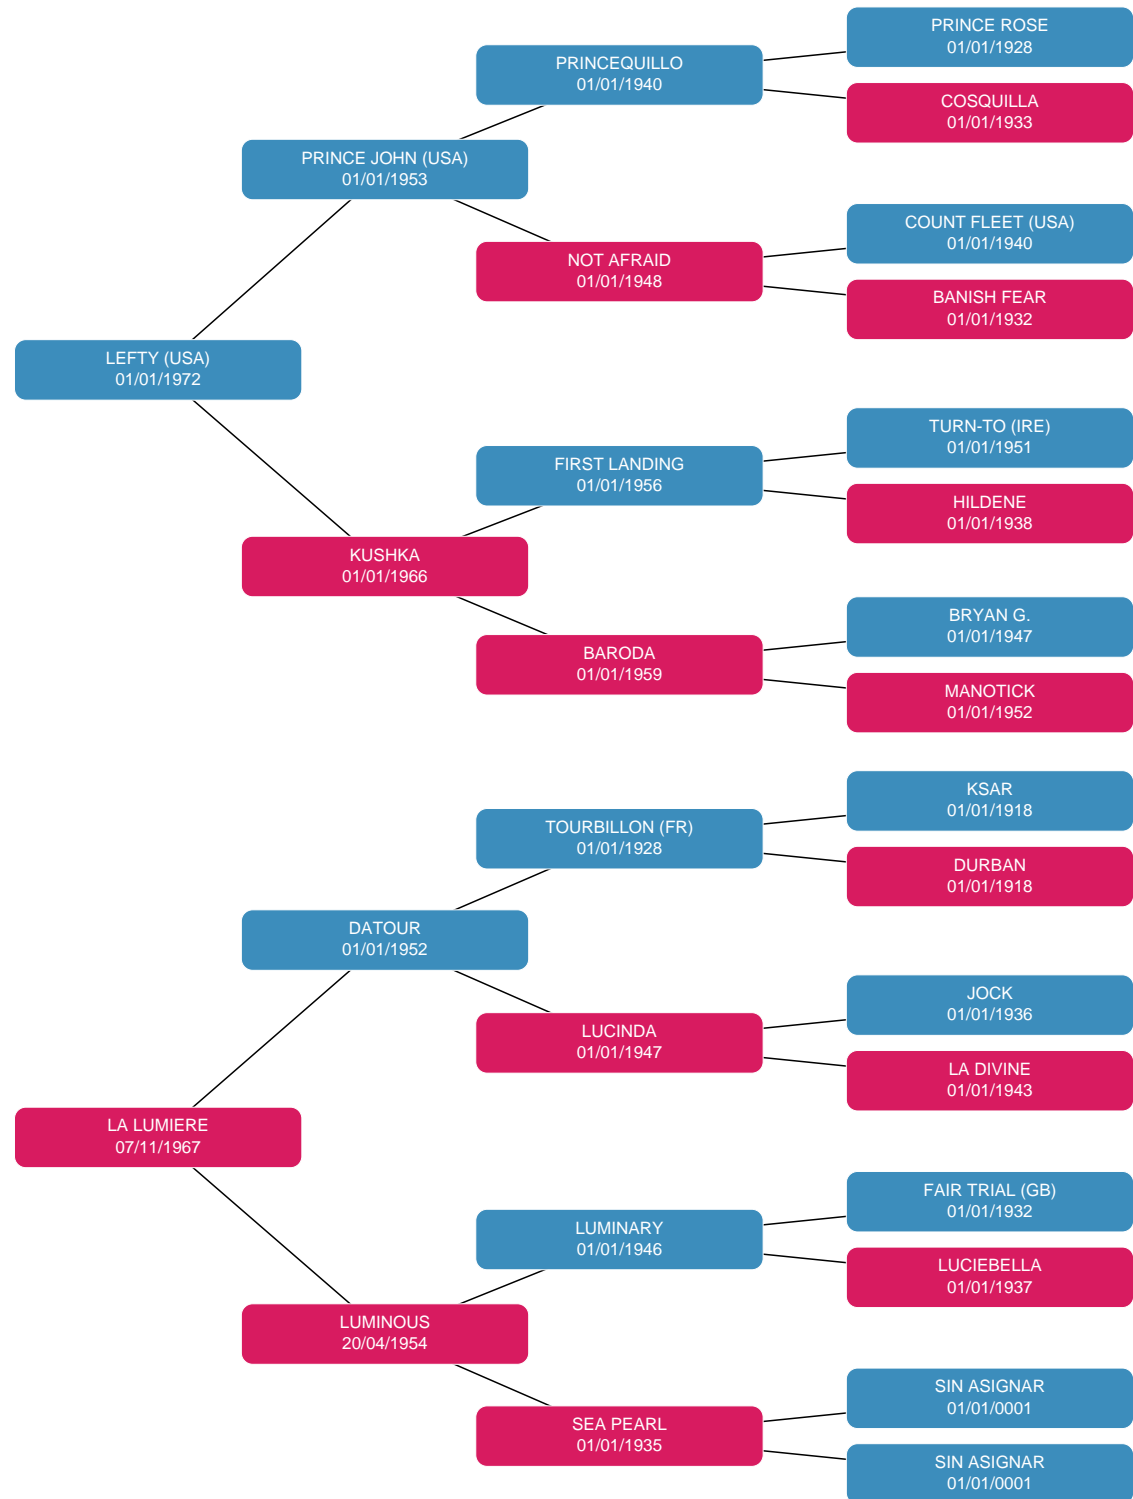 PRINCE ROSE
01/01/1928
PRINCEQUILLO
01/01/1940
COSQUILLA
01/01/1933
PRINCE JOHN (USA)
01/01/1953
COUNT FLEET (USA)
01/01/1940
NOT AFRAID
01/01/1948
BANISH FEAR
01/01/1932
LEFTY (USA)
01/01/1972
TURN-TO (IRE)
01/01/1951
FIRST LANDING
01/01/1956
HILDENE
01/01/1938
KUSHKA
01/01/1966
BRYAN G.
01/01/1947
BARODA
01/01/1959
MANOTICK
01/01/1952
KSAR
01/01/1918
TOURBILLON (FR)
01/01/1928
DURBAN
01/01/1918
DATOUR
01/01/1952
JOCK
01/01/1936
LUCINDA
01/01/1947
LA DIVINE
01/01/1943
LA LUMIERE
07/11/1967
FAIR TRIAL (GB)
01/01/1932
LUMINARY
01/01/1946
LUCIEBELLA
01/01/1937
LUMINOUS
20/04/1954
SIN ASIGNAR
01/01/0001
SEA PEARL
01/01/1935
SIN ASIGNAR
01/01/0001